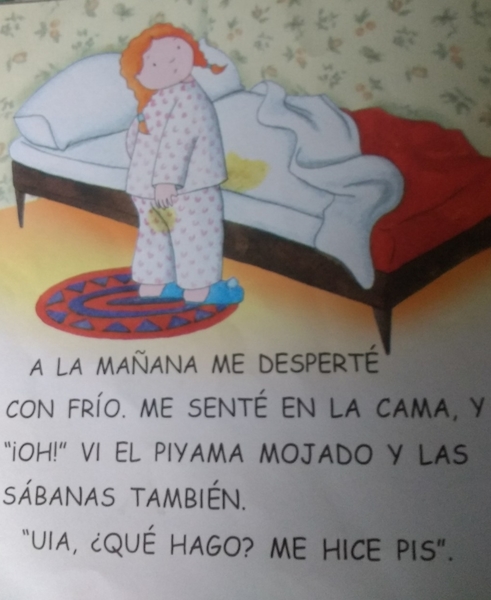 A LA MAÑANA ME DESPERTÉ
CON FRÍO. ME SENTÉ EN LA CAMA, Y
"¡OH!" VI EL PIYAMA MOJADO Y LAS
SÁBANAS TAMBIÉN.
"UIA, ¿QUÉ HAGO? ME HICE PIS".